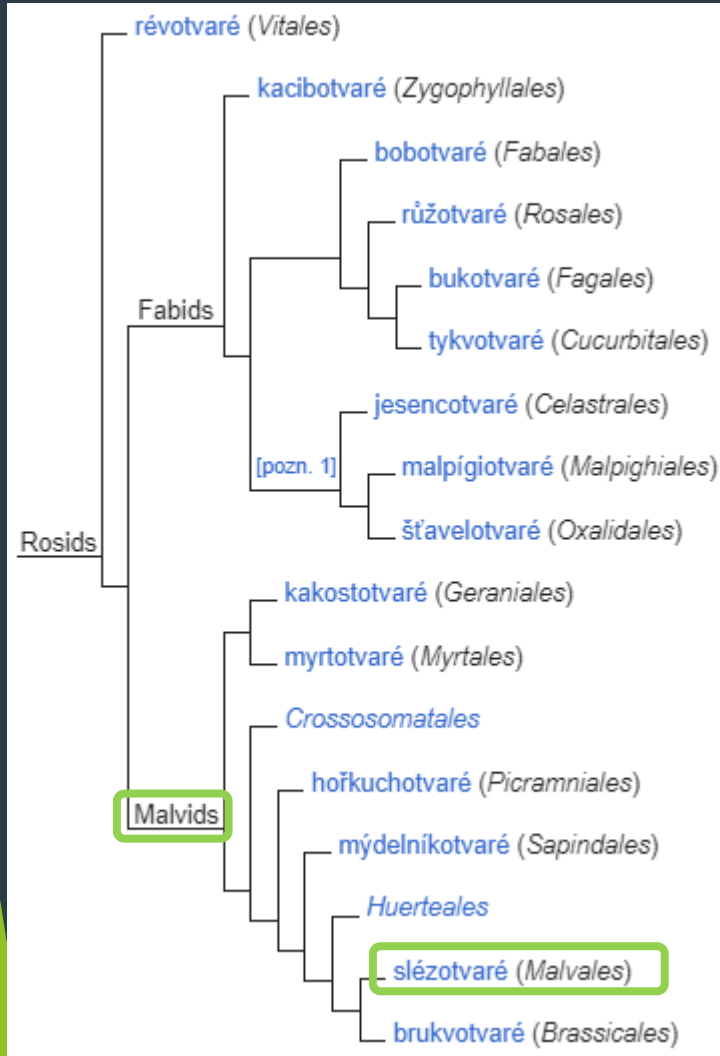 révotvaré (Vitales)
kacibotvaré (Zygophyllales)
bobotvaré (Fabales)
růžotvaré (Rosales)
bukotvaré (Fagales)
Fabids
tykvotvaré (Cucurbitales)
jesencotvaré (Celastrales)
[pozn. 1]
malpígiotvaré (Malpighiales)
šťavelotvaré (Oxalidales)
Rosids
kakostotvaré (Geraniales)
myrtotvaré (Myrtales)
Crossosomatales
hořkuchotvaré (Picramniales)
Malvids
mýdelníkotvaré (Sapindales)
Huerteales
slézotvaré (Malvales)
brukvotvaré (Brassicales)